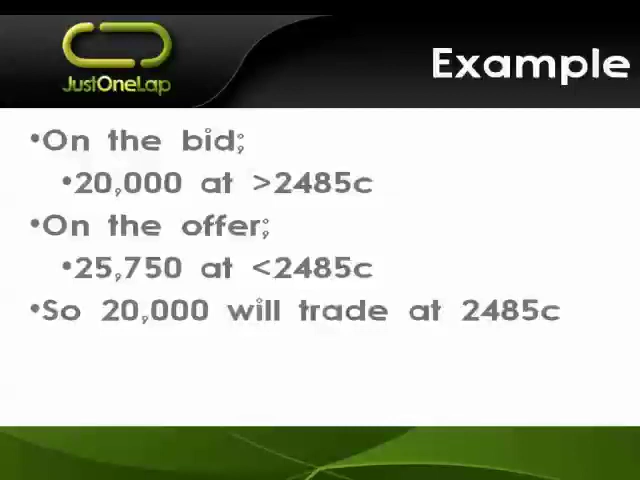 JustOneLap
Example
•On the bid;
•20,000 at >2485c
•On the offer;
•25,750 at <2485c
•So 20,000 will trade at 2485c